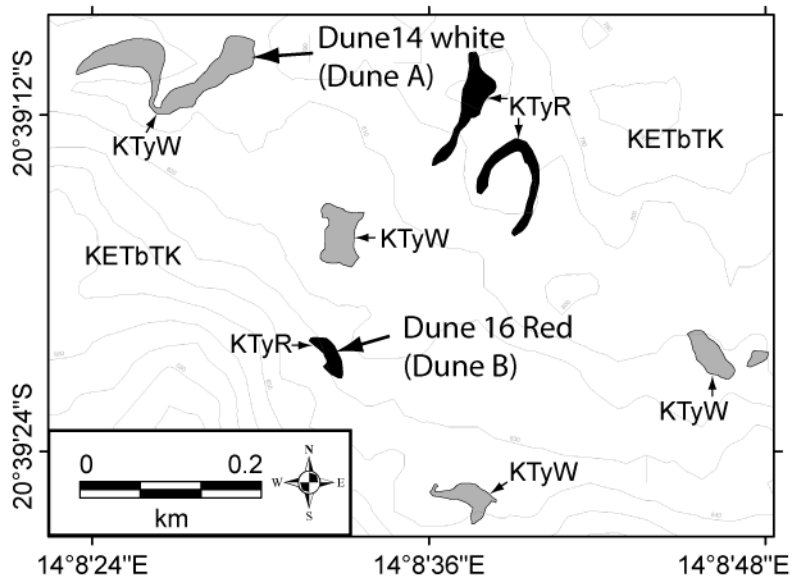 Dune14 white
(Dune A)
KTyR
KTyW
KETbTK
KTyW
KETbTK
KTyR
Dune 16 Red
(Dune B)
KTyW
KTyW
20°39'12"S
20°39'24"S
0 0.2
km
N
W E
S
14°8'24"E 14°8'36"E 14°8'48"E